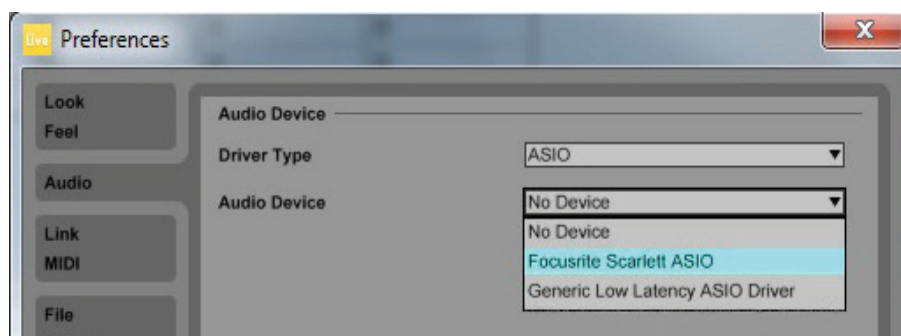 Live Preferences
X
Look
Feel
Audio
Link
MIDI
File
Audio Device
Driver Type ASIO
Audio Device No Device
No Device
Focusrite Scarlett ASIO
Generic Low Latency ASIO Driver